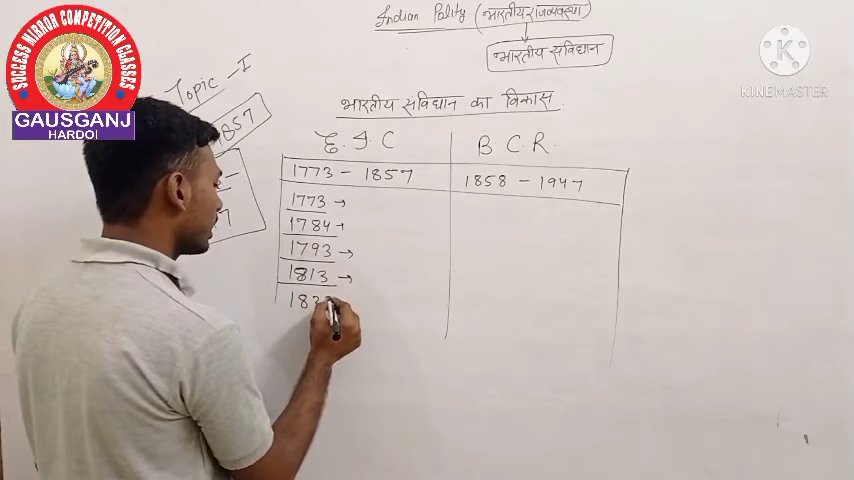 Indian Polity (भारतीय राजव्यवस्था)
भारतीय संविधान
SUCCESS MIRROR COMPETITION CLASSES
GAUSGANJ
HARDOI
KINEMASTER
Topic - I
भारतीय संविधान का विकास
1857
E. I. C
B. C. R.
1773 - 1857
1858 - 1947
1773 →
1784 →
1793 →
1813 →